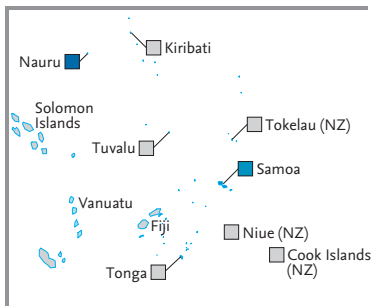 Kiribati
Nauru
Solomon
Islands
Tokelau (NZ)
Tuvalu
Samoa
Vanuatu
Fiji
Niue (NZ)
Cook Islands
(NZ)
Tonga